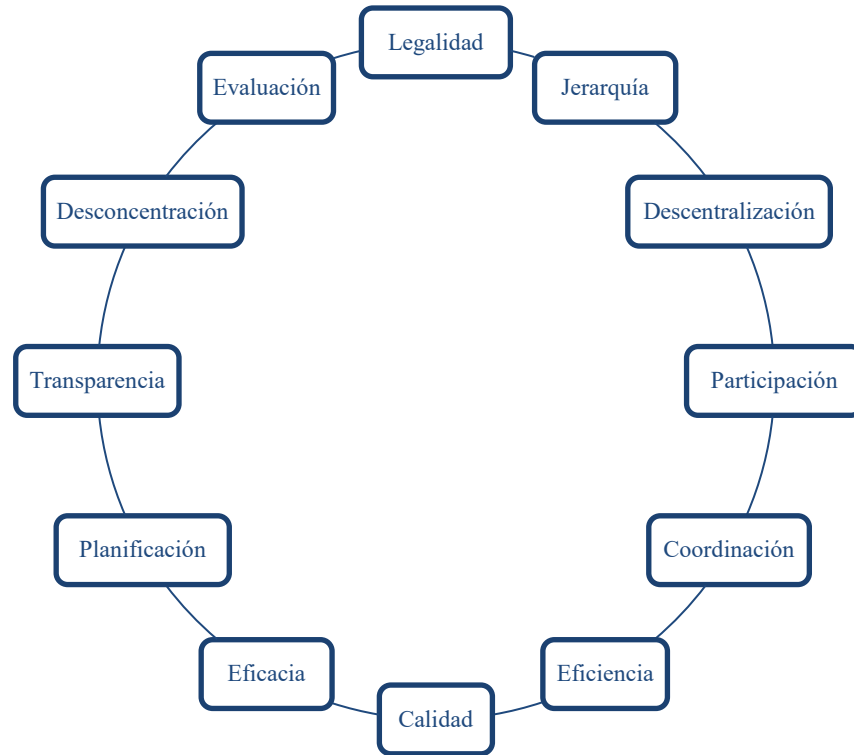 Legalidad
Jerarquía
Descentralización
Participación
Coordinación
Eficiencia
Calidad
Eficacia
Planificación
Transparencia
Desconcentración
Evaluación